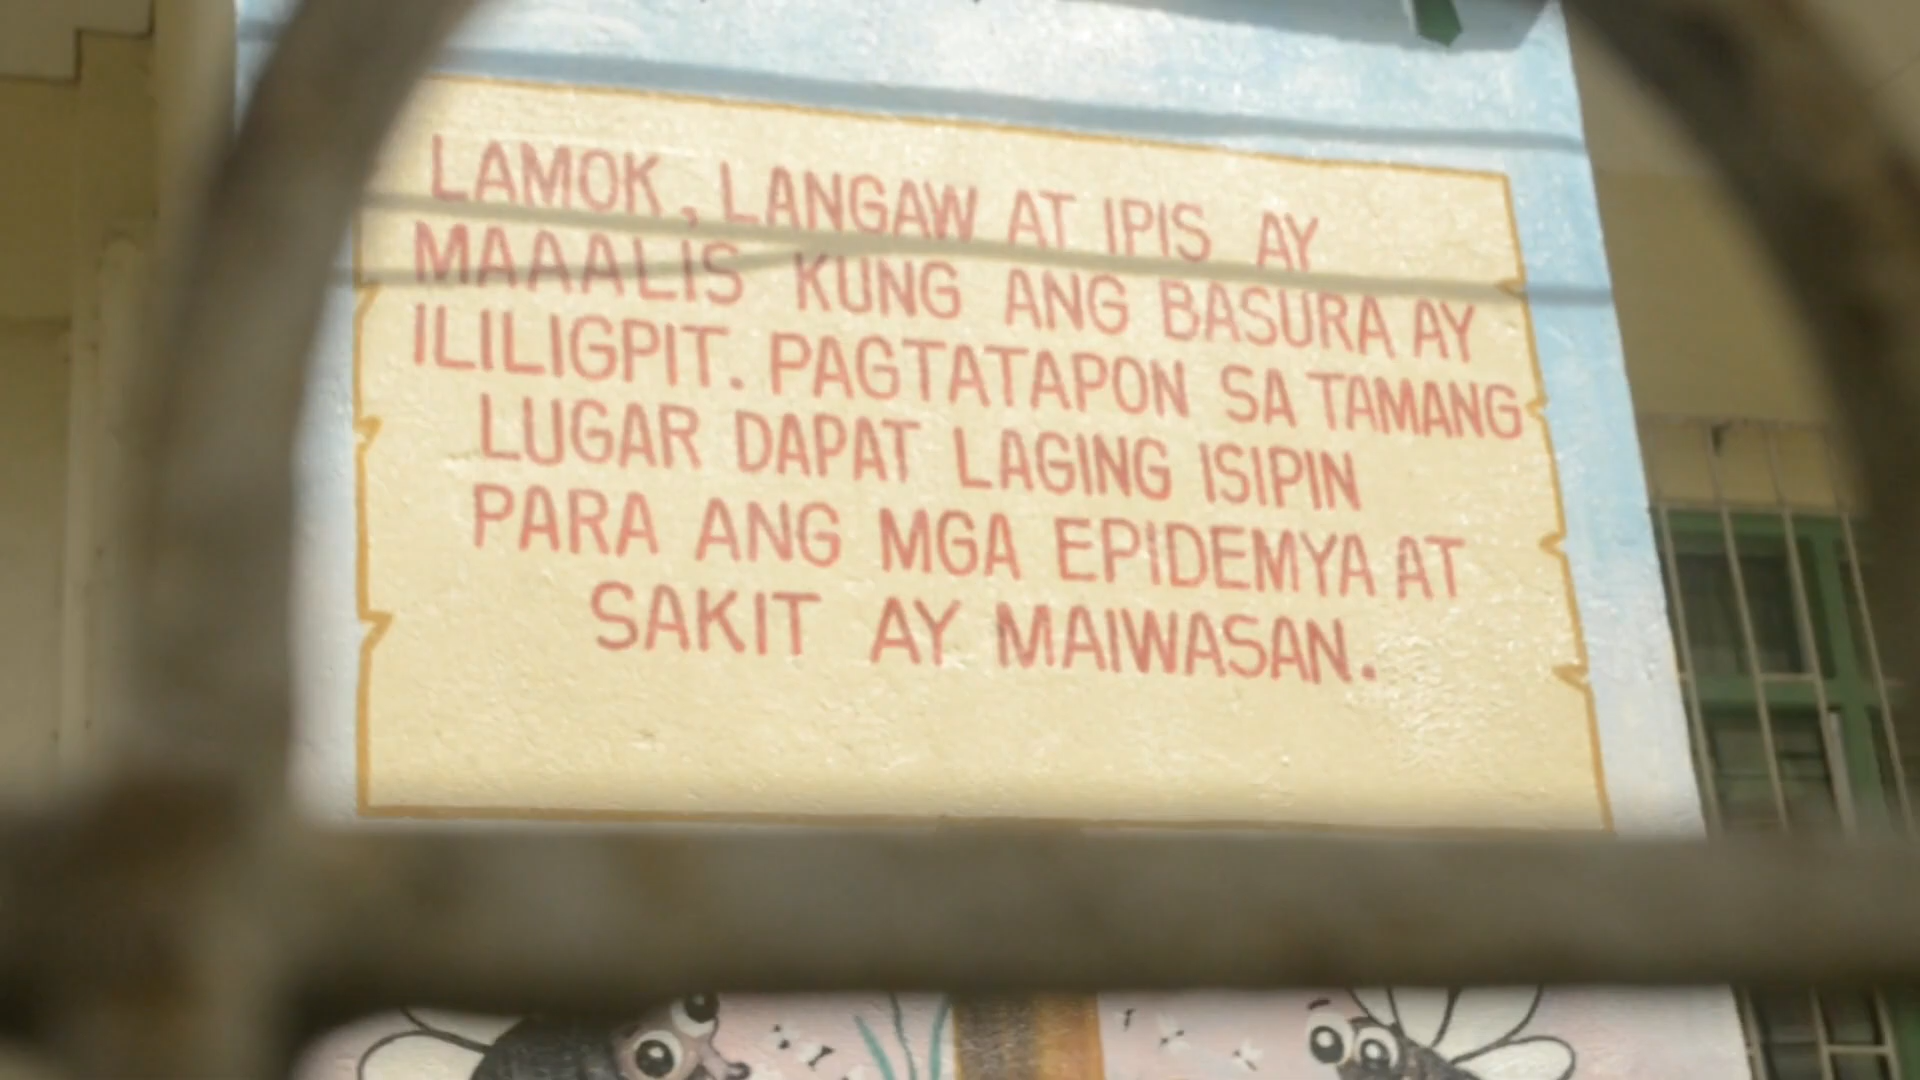 LAMOK, LANGAW AT IPIS AY
MAAALIS KUNG ANG BASURA AY
ILILIGPIT. PAGTATAPON SA TAMANG
LUGAR DAPAT LAGING ISIPIN
PARA ANG MGA EPIDEMYA AT
SAKIT AY MAIWASAN.